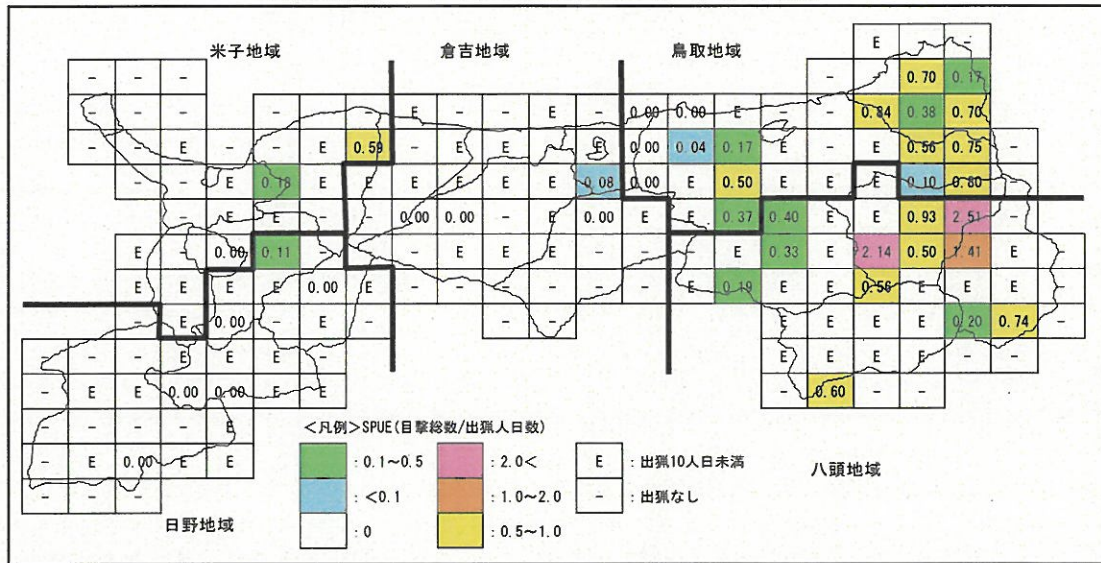 米子地域 倉吉地域 鳥取地域
E - -
- - - - - 0.70 0.17
- - - - - - E - - E - 0.00 0.00 E - - 0.84 0.38 0.70
- - E - - E 0.59 - E E - E 0.00 0.04 0.17 - - - 0.56 0.75 -
- - E 0.18 E E E E E E - 0.08 0.00 E 0.50 E E E 0.10 0.80
- E E - - 0.00 0.00 - E 0.00 E E 0.37 0.40 E E 0.93 2.51 -
E - 0.00 0.11 - - - - E E E - - - E - 0.33 E 2.14 0.50 1.41 E
E E E E 0.00 E - - - - - - E 0.19 - - 0.56 E E E -
- - - E 0.00 - E - - - E E E E 0.20 0.74 -
- - - E E E - E E E E - -
- E E 0.00 0.00 E E - 0.60 - -
- - - - E
- E 0.00 E E
- - -
<凡例>SPUE(目撃総数/出猟人日数)
:0.1~0.5 :2.0< E :出猟10人日未満
:<0.1 :1.0~2.0 - :出猟なし
:0 :0.5~1.0
八頭地域
日野地域